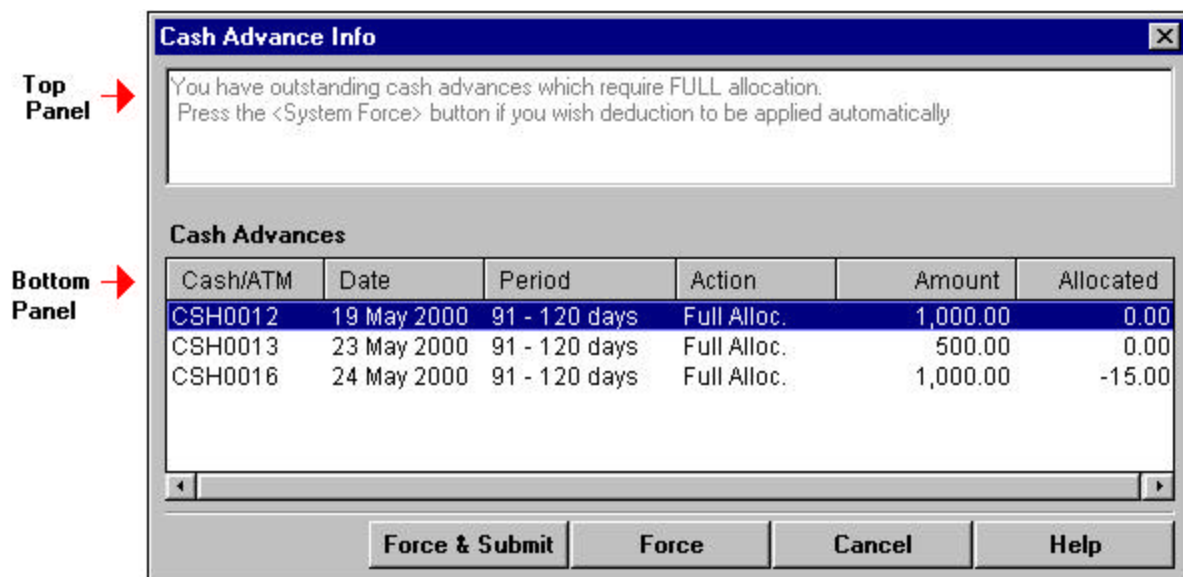 Cash Advance Info
Top
Panel
You have outstanding cash advances which require FULL allocation.
Press the <System Force> button if you wish deduction to be applied automatically
Cash Advances
Bottom
Panel
Cash/ATM Date Period Action Amount Allocated
CSH0012 19 May 2000 91 - 120 days Full Alloc. 1,000.00 0.00
CSH0013 23 May 2000 91 - 120 days Full Alloc. 500.00 0.00
CSH0016 24 May 2000 91 - 120 days Full Alloc. 1,000.00 -15.00
Force & Submit Force Cancel Help